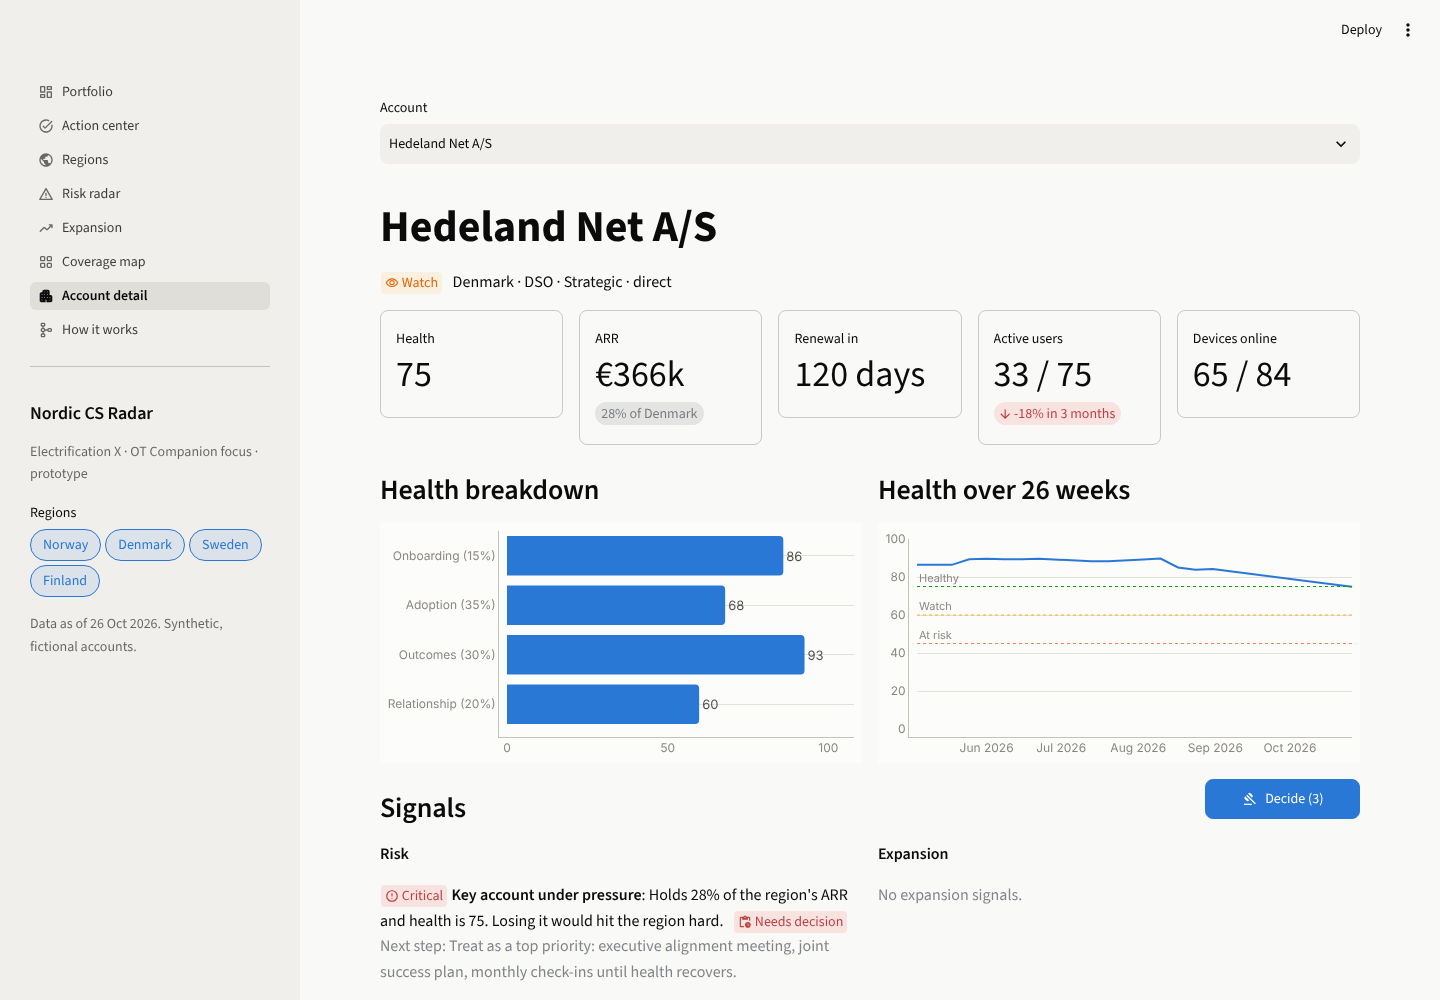 Deploy
Portfolio
Action center
Regions
Risk radar
Expansion
Coverage map
Account detail
How it works
Nordic CS Radar
Electrification X · OT Companion focus ·
prototype
Regions
Norway
Denmark
Sweden
Finland
Data as of 26 Oct 2026. Synthetic,
fictional accounts.
Account
Hedeland Net A/S
Hedeland Net A/S
Watch Denmark · DSO · Strategic · direct
Health
75
ARR
€366k
28% of Denmark
Renewal in
120 days
Active users
33 / 75
-18% in 3 months
Devices online
65 / 84
Health breakdown
Onboarding (15%) 86
Adoption (35%) 68
Outcomes (30%) 93
Relationship (20%) 60
0 50 100
Health over 26 weeks
100
80
Healthy
Watch
60
At risk
40
20
0
Jun 2026 Jul 2026 Aug 2026 Sep 2026 Oct 2026
Signals
Decide (3)
Risk
Critical Key account under pressure: Holds 28% of the region's ARR
and health is 75. Losing it would hit the region hard. Needs decision
Next step: Treat as a top priority: executive alignment meeting, joint
success plan, monthly check-ins until health recovers.
Expansion
No expansion signals.